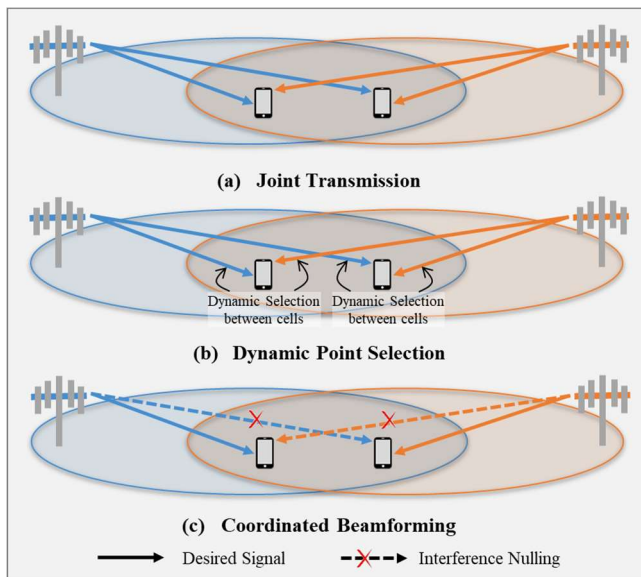 (a) Joint Transmission
Dynamic Selection
between cells
Dynamic Selection
between cells
(b) Dynamic Point Selection
(c) Coordinated Beamforming
Desired Signal
Interference Nulling